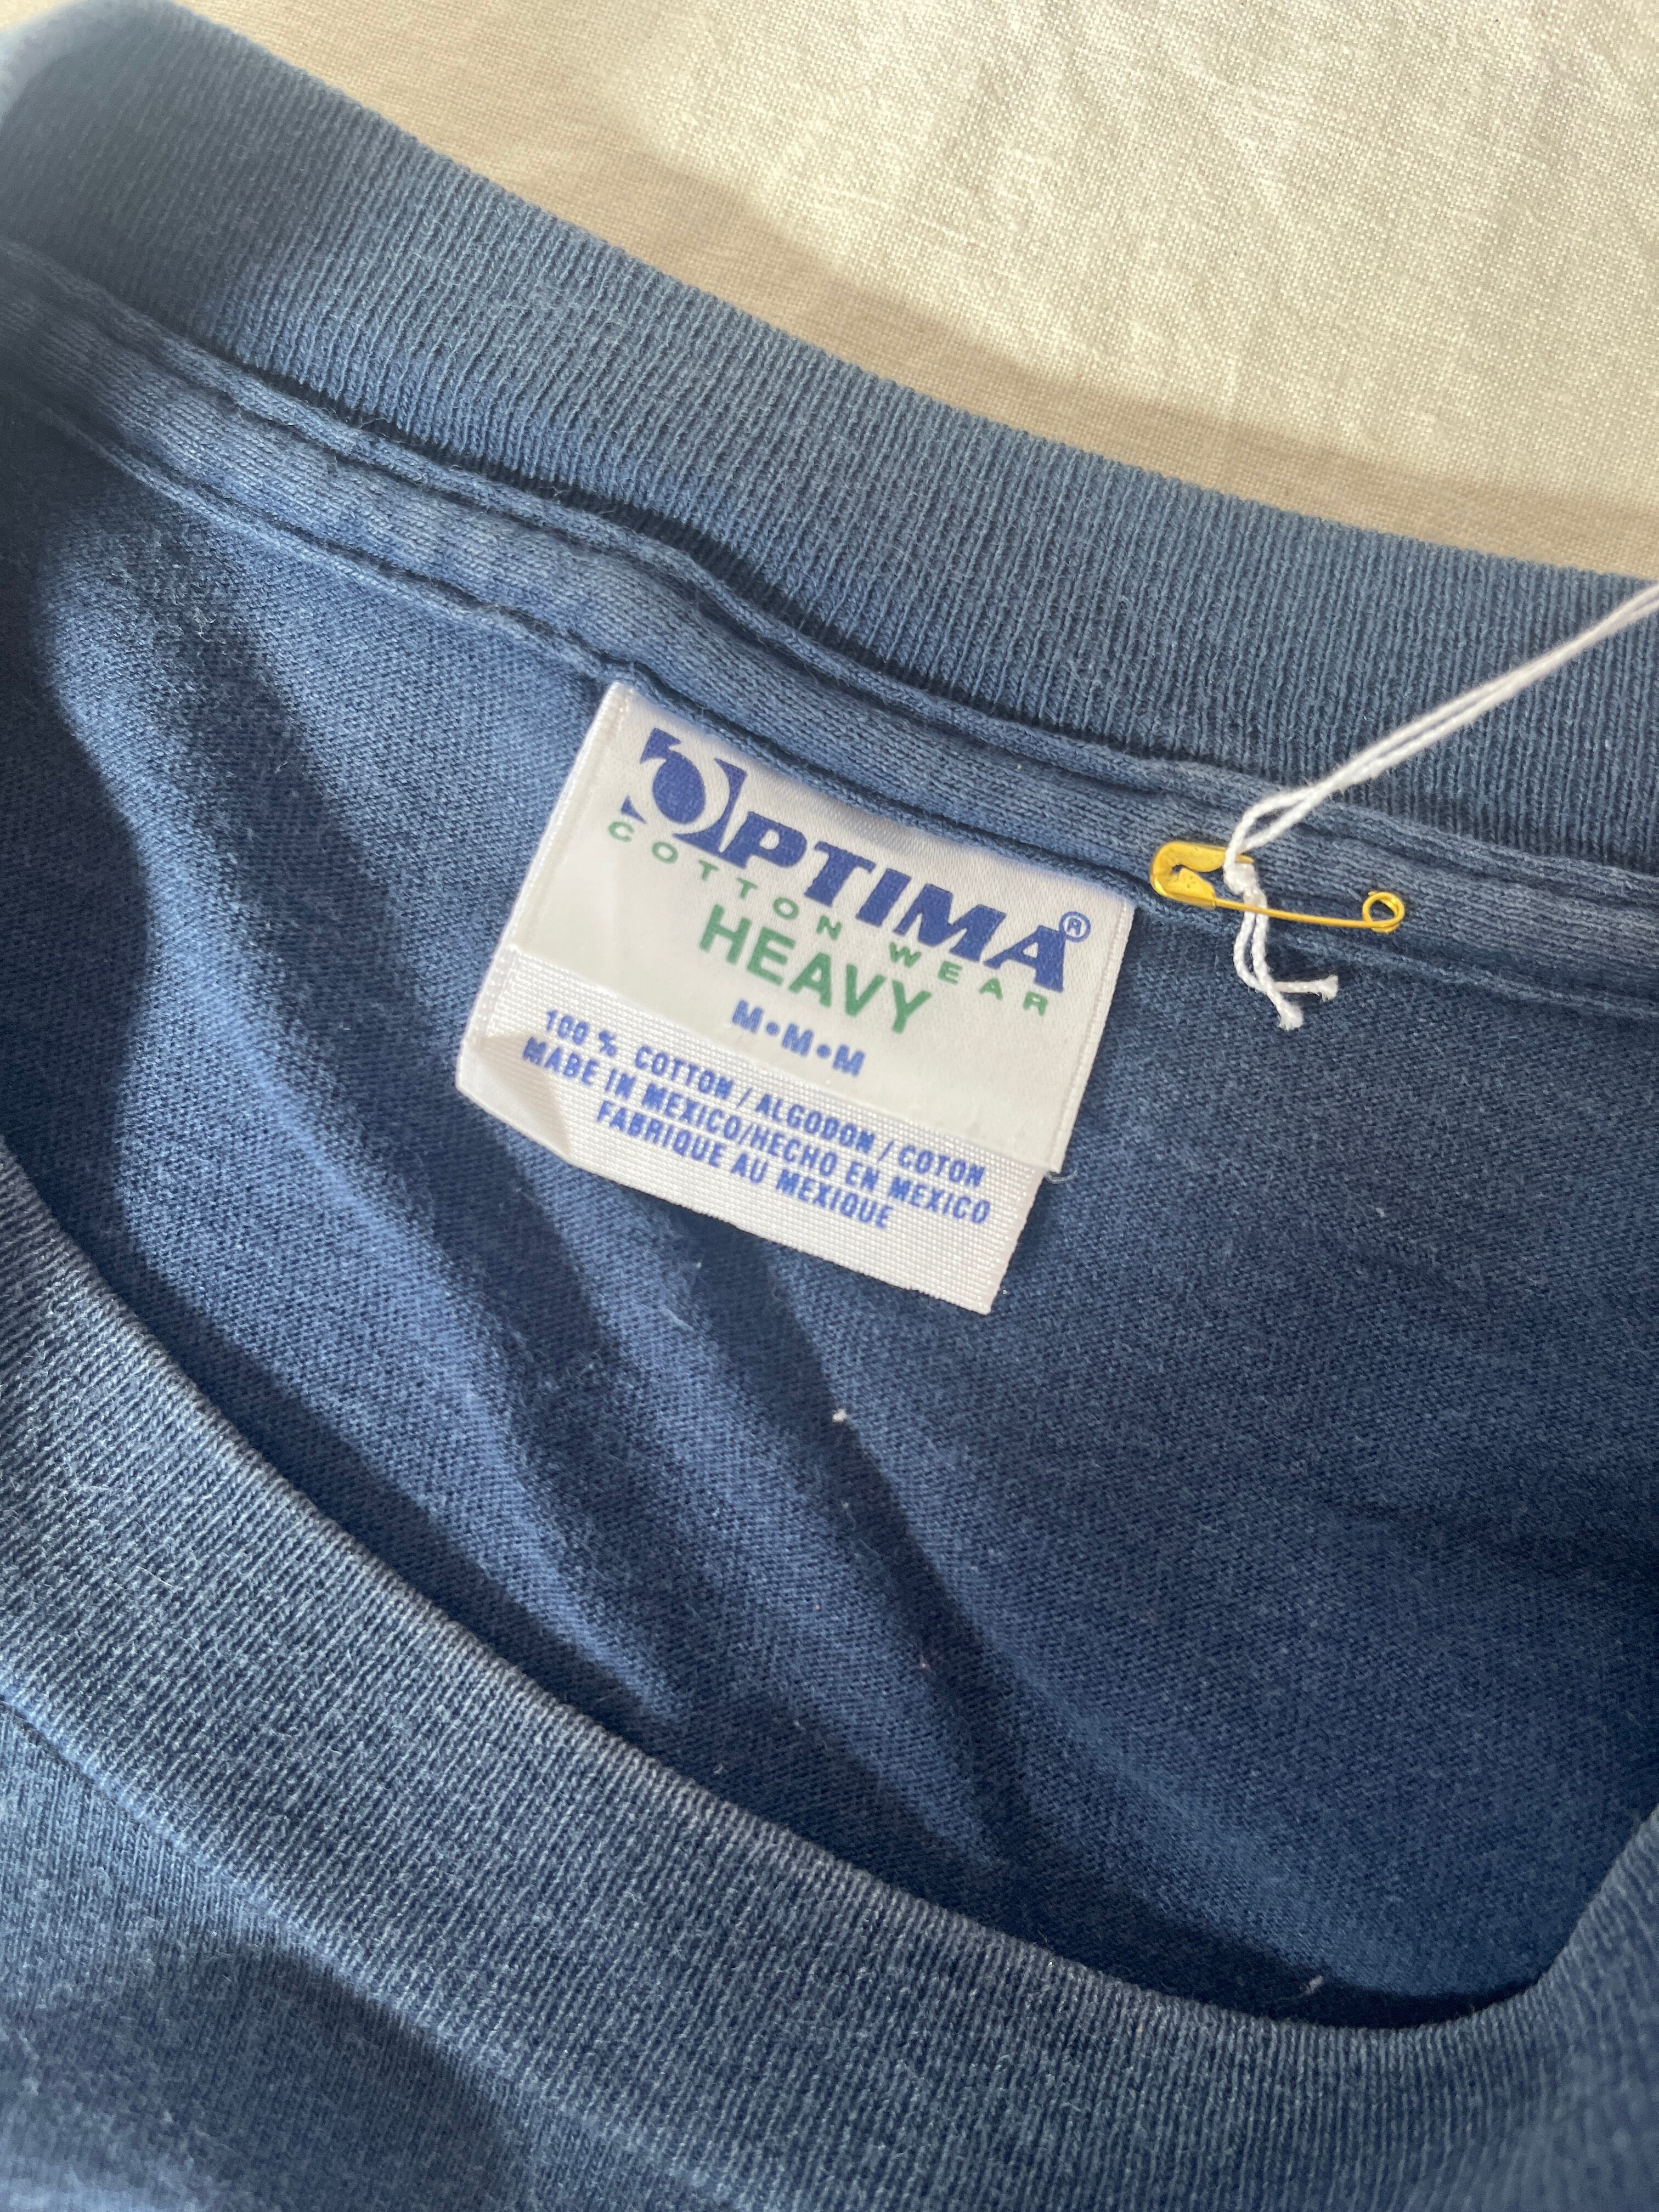 OPTIMA®
COTTON WEAR
HEAVY
M•M•M
100 % COTTON / ALGODON / COTON
MADE IN MEXICO/HECHO EN MEXICO
FABRIQUE AU MEXIQUE